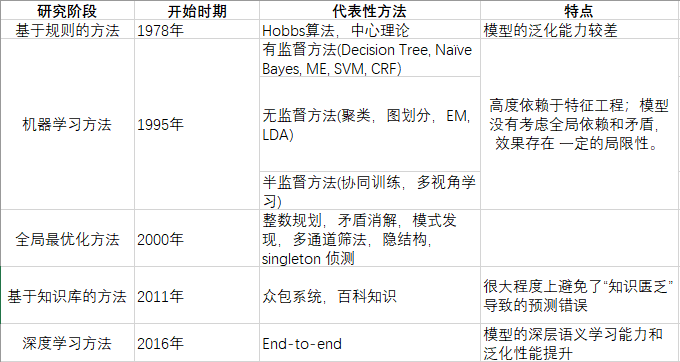 研究阶段 开始时期 代表性方法 特点
基于规则的方法 1978年 Hobbs算法，中心理论 模型的泛化能力较差
机器学习方法 1995年
有监督方法(Decision Tree, Naïve
Bayes, ME, SVM, CRF)
无监督方法(聚类，图划分，EM,
LDA)
半监督方法(协同训练，多视角学
习)
高度依赖于特征工程；模型
没有考虑全局依赖和矛盾，
效果存在 一定的局限性。
全局最优化方法 2000年
整数规划，矛盾消解，模式发
现，多通道筛法，隐结构，
singleton 侦测
基于知识库的方法 2011年 众包系统，百科知识
很大程度上避免了“知识匮乏”
导致的预测错误
深度学习方法 2016年 End-to-end
模型的深层语义学习能力和
泛化性能提升